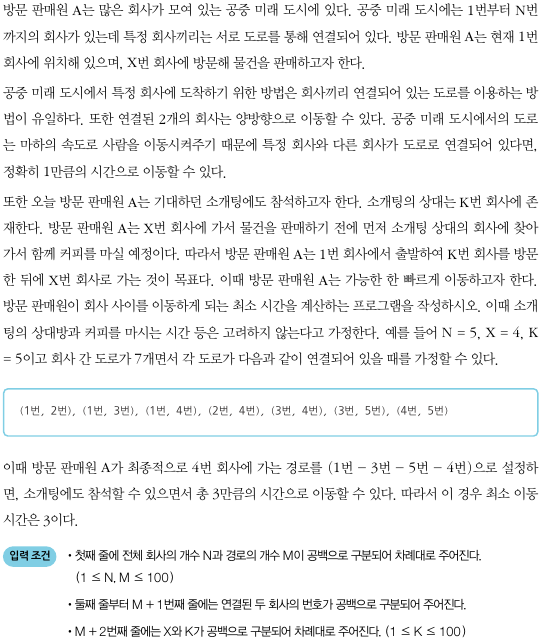 방문 판매원 A는 많은 회사가 모여 있는 공중 미래 도시에 있다. 공중 미래 도시에는 1번부터 N번
까지의 회사가 있는데 특정 회사끼리는 서로 도로를 통해 연결되어 있다. 방문 판매원 A는 현재 1번
회사에 위치해 있으며, X번 회사에 방문해 물건을 판매하고자 한다.
공중 미래 도시에서 특정 회사에 도착하기 위한 방법은 회사끼리 연결되어 있는 도로를 이용하는 방
법이 유일하다. 또한 연결된 2개의 회사는 양방향으로 이동할 수 있다. 공중 미래 도시에서의 도로
는 마하의 속도로 사람을 이동시켜주기 때문에 특정 회사와 다른 회사가 도로로 연결되어 있다면,
정확히 1만큼의 시간으로 이동할 수 있다.
또한 오늘 방문 판매원 A는 기대하던 소개팅에도 참석하고자 한다. 소개팅의 상대는 K번 회사에 존
재한다. 방문 판매원 A는 X번 회사에 가서 물건을 판매하기 전에 먼저 소개팅 상대의 회사에 찾아
가서 함께 커피를 마실 예정이다. 따라서 방문 판매원 A는 1번 회사에서 출발하여 K번 회사를 방문
한 뒤에 X번 회사로 가는 것이 목표다. 이때 방문 판매원 A는 가능한 한 빠르게 이동하고자 한다.
방문 판매원이 회사 사이를 이동하게 되는 최소 시간을 계산하는 프로그램을 작성하시오. 이때 소개
팅의 상대방과 커피를 마시는 시간 등은 고려하지 않는다고 가정한다. 예를 들어 N = 5, X = 4, K
= 5이고 회사 간 도로가 7개면서 각 도로가 다음과 같이 연결되어 있을 때를 가정할 수 있다.
(1번, 2번), (1번, 3번), (1번, 4번), (2번, 4번), (3번, 4번), (3번, 5번), (4번, 5번)
이때 방문 판매원 A가 최종적으로 4번 회사에 가는 경로를 (1번 – 3번 – 5번 – 4번)으로 설정하
면, 소개팅에도 참석할 수 있으면서 총 3만큼의 시간으로 이동할 수 있다. 따라서 이 경우 최소 이동
시간은 3이다.
입력 조건 • 첫째 줄에 전체 회사의 개수 N과 경로의 개수 M이 공백으로 구분되어 차례대로 주어진다.
(1 ≤ N, M ≤ 100)
• 둘째 줄부터 M + 1번째 줄에는 연결된 두 회사의 번호가 공백으로 구분되어 주어진다.
• M + 2번째 줄에는 X와 K가 공백으로 구분되어 차례대로 주어진다. (1 ≤ K ≤ 100)